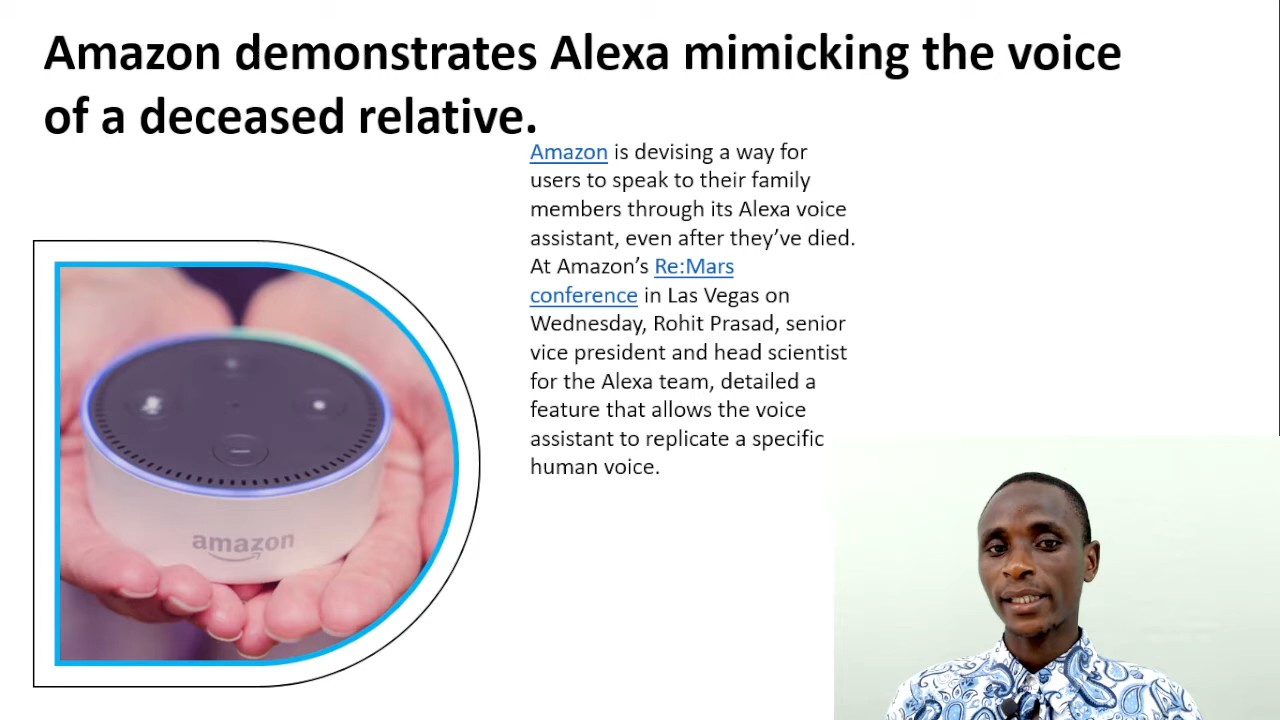 Amazon demonstrates Alexa mimicking the voice
of a deceased relative.
Amazon is devising a way for
users to speak to their family
members through its Alexa voice
assistant, even after they’ve died.
At Amazon’s Re:Mars
conference in Las Vegas on
Wednesday, Rohit Prasad, senior
vice president and head scientist
for the Alexa team, detailed a
feature that allows the voice
assistant to replicate a specific
human voice.
amazon